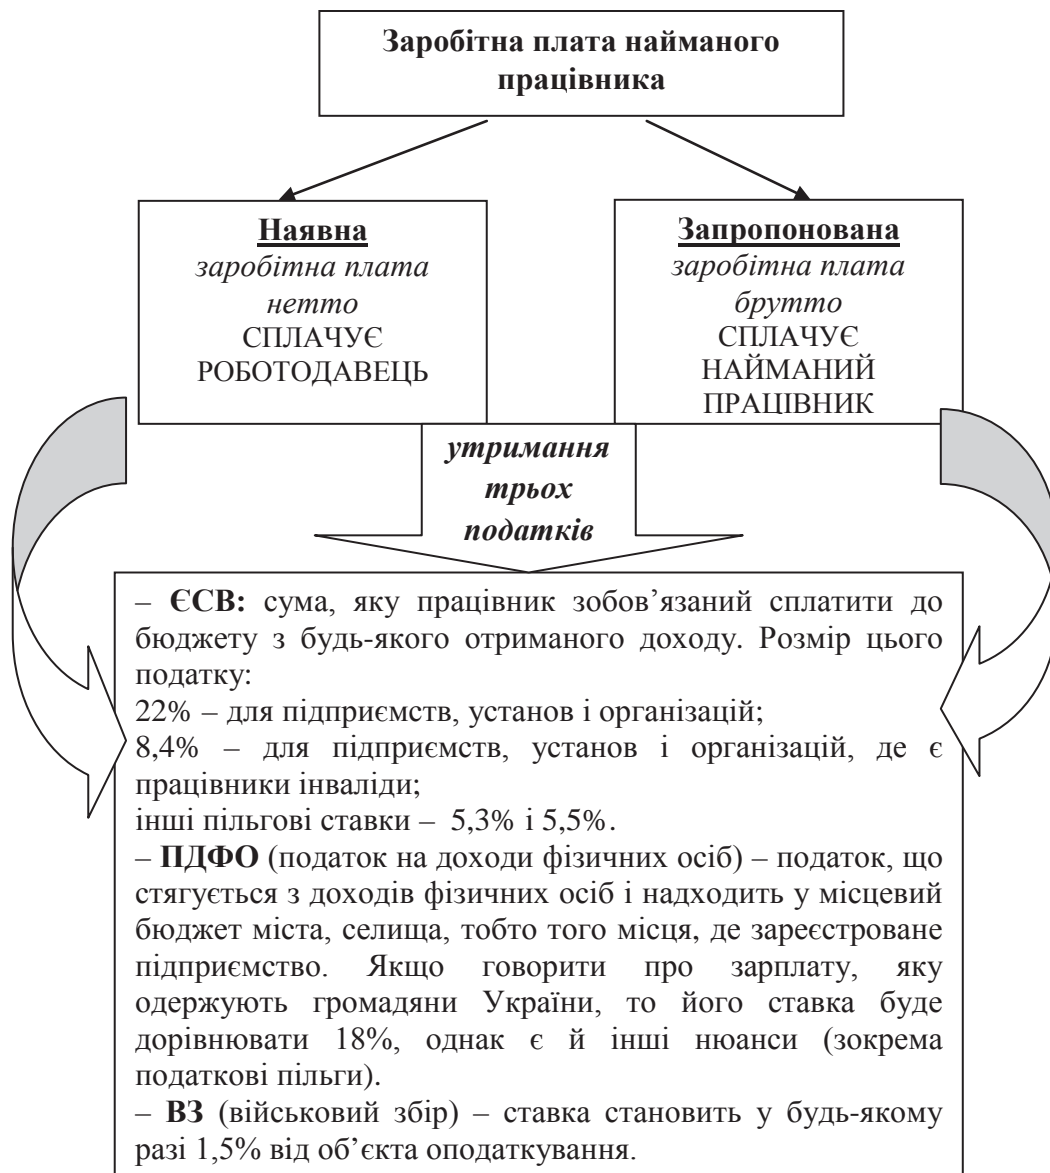 Заробітна плата найманого
працівника
Наявна
заробітна плата
нетто
СПЛАЧУЄ
РОБОТОДАВЕЦЬ
Запропонована
заробітна плата
брутто
СПЛАЧУЄ
НАЙМАНИЙ
ПРАЦІВНИК
утримання
трьох
податків
– ЄСВ: сума, яку працівник зобов’язаний сплатити до
бюджету з будь-якого отриманого доходу. Розмір цього
податку:
22% – для підприємств, установ і організацій;
8,4% – для підприємств, установ і організацій, де є
працівники інваліди;
інші пільгові ставки – 5,3% і 5,5%.
– ПДФО (податок на доходи фізичних осіб) – податок, що
стягується з доходів фізичних осіб і надходить у місцевий
бюджет міста, селища, тобто того місця, де зареєстроване
підприємство. Якщо говорити про зарплату, яку
одержують громадяни України, то його ставка буде
дорівнювати 18%, однак є й інші нюанси (зокрема
податкові пільги).
– ВЗ (військовий збір) – ставка становить у будь-якому
разі 1,5% від об’єкта оподаткування.